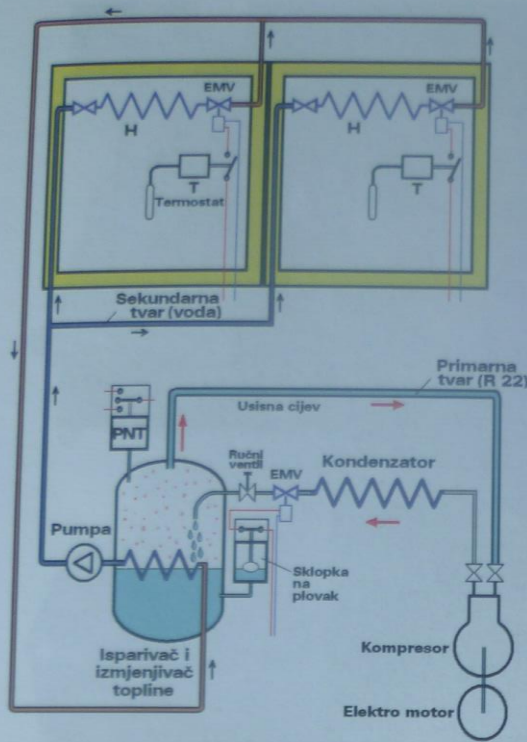 EMV
EMV
H
H
T
Termostat
T
Sekundarna
tvar (voda)
Primarna
tvar (R 22)
Usisna cijev
PNT
Ručni
ventil
EMV
Kondenzator
Pumpa
Sklopka
na
plovak
Isparivač i
izmjenjivač
topline
Kompresor
Elektro motor